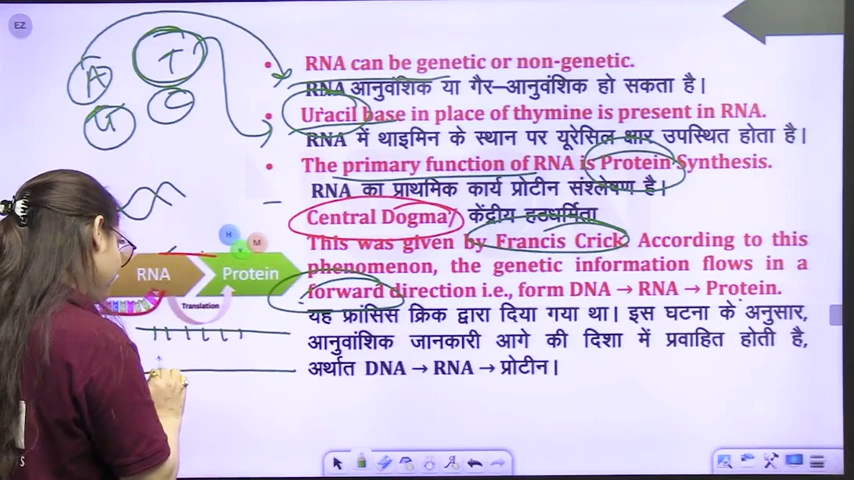 EZ
A
T
G
C
RNA can be genetic or non-genetic.
RNA आनुवंशिक या गैर–आनुवंशिक हो सकता है।
Uracil base in place of thymine is present in RNA.
RNA में थाइमिन के स्थान पर यूरेसिल क्षार उपस्थित होता है।
The primary function of RNA is Protein Synthesis.
RNA का प्राथमिक कार्य प्रोटीन संश्लेषण है।
Central Dogma/ केंद्रीय हठधर्मिता
This was given by Francis Crick. According to this
phenomenon, the genetic information flows in a
forward direction i.e., form DNA → RNA → Protein.
यह फ्रांसिस क्रिक द्वारा दिया गया था। इस घटना के अनुसार,
आनुवंशिक जानकारी आगे की दिशा में प्रवाहित होती है,
अर्थात DNA → RNA → प्रोटीन।
H
Y
M
RNA
Protein
Translation